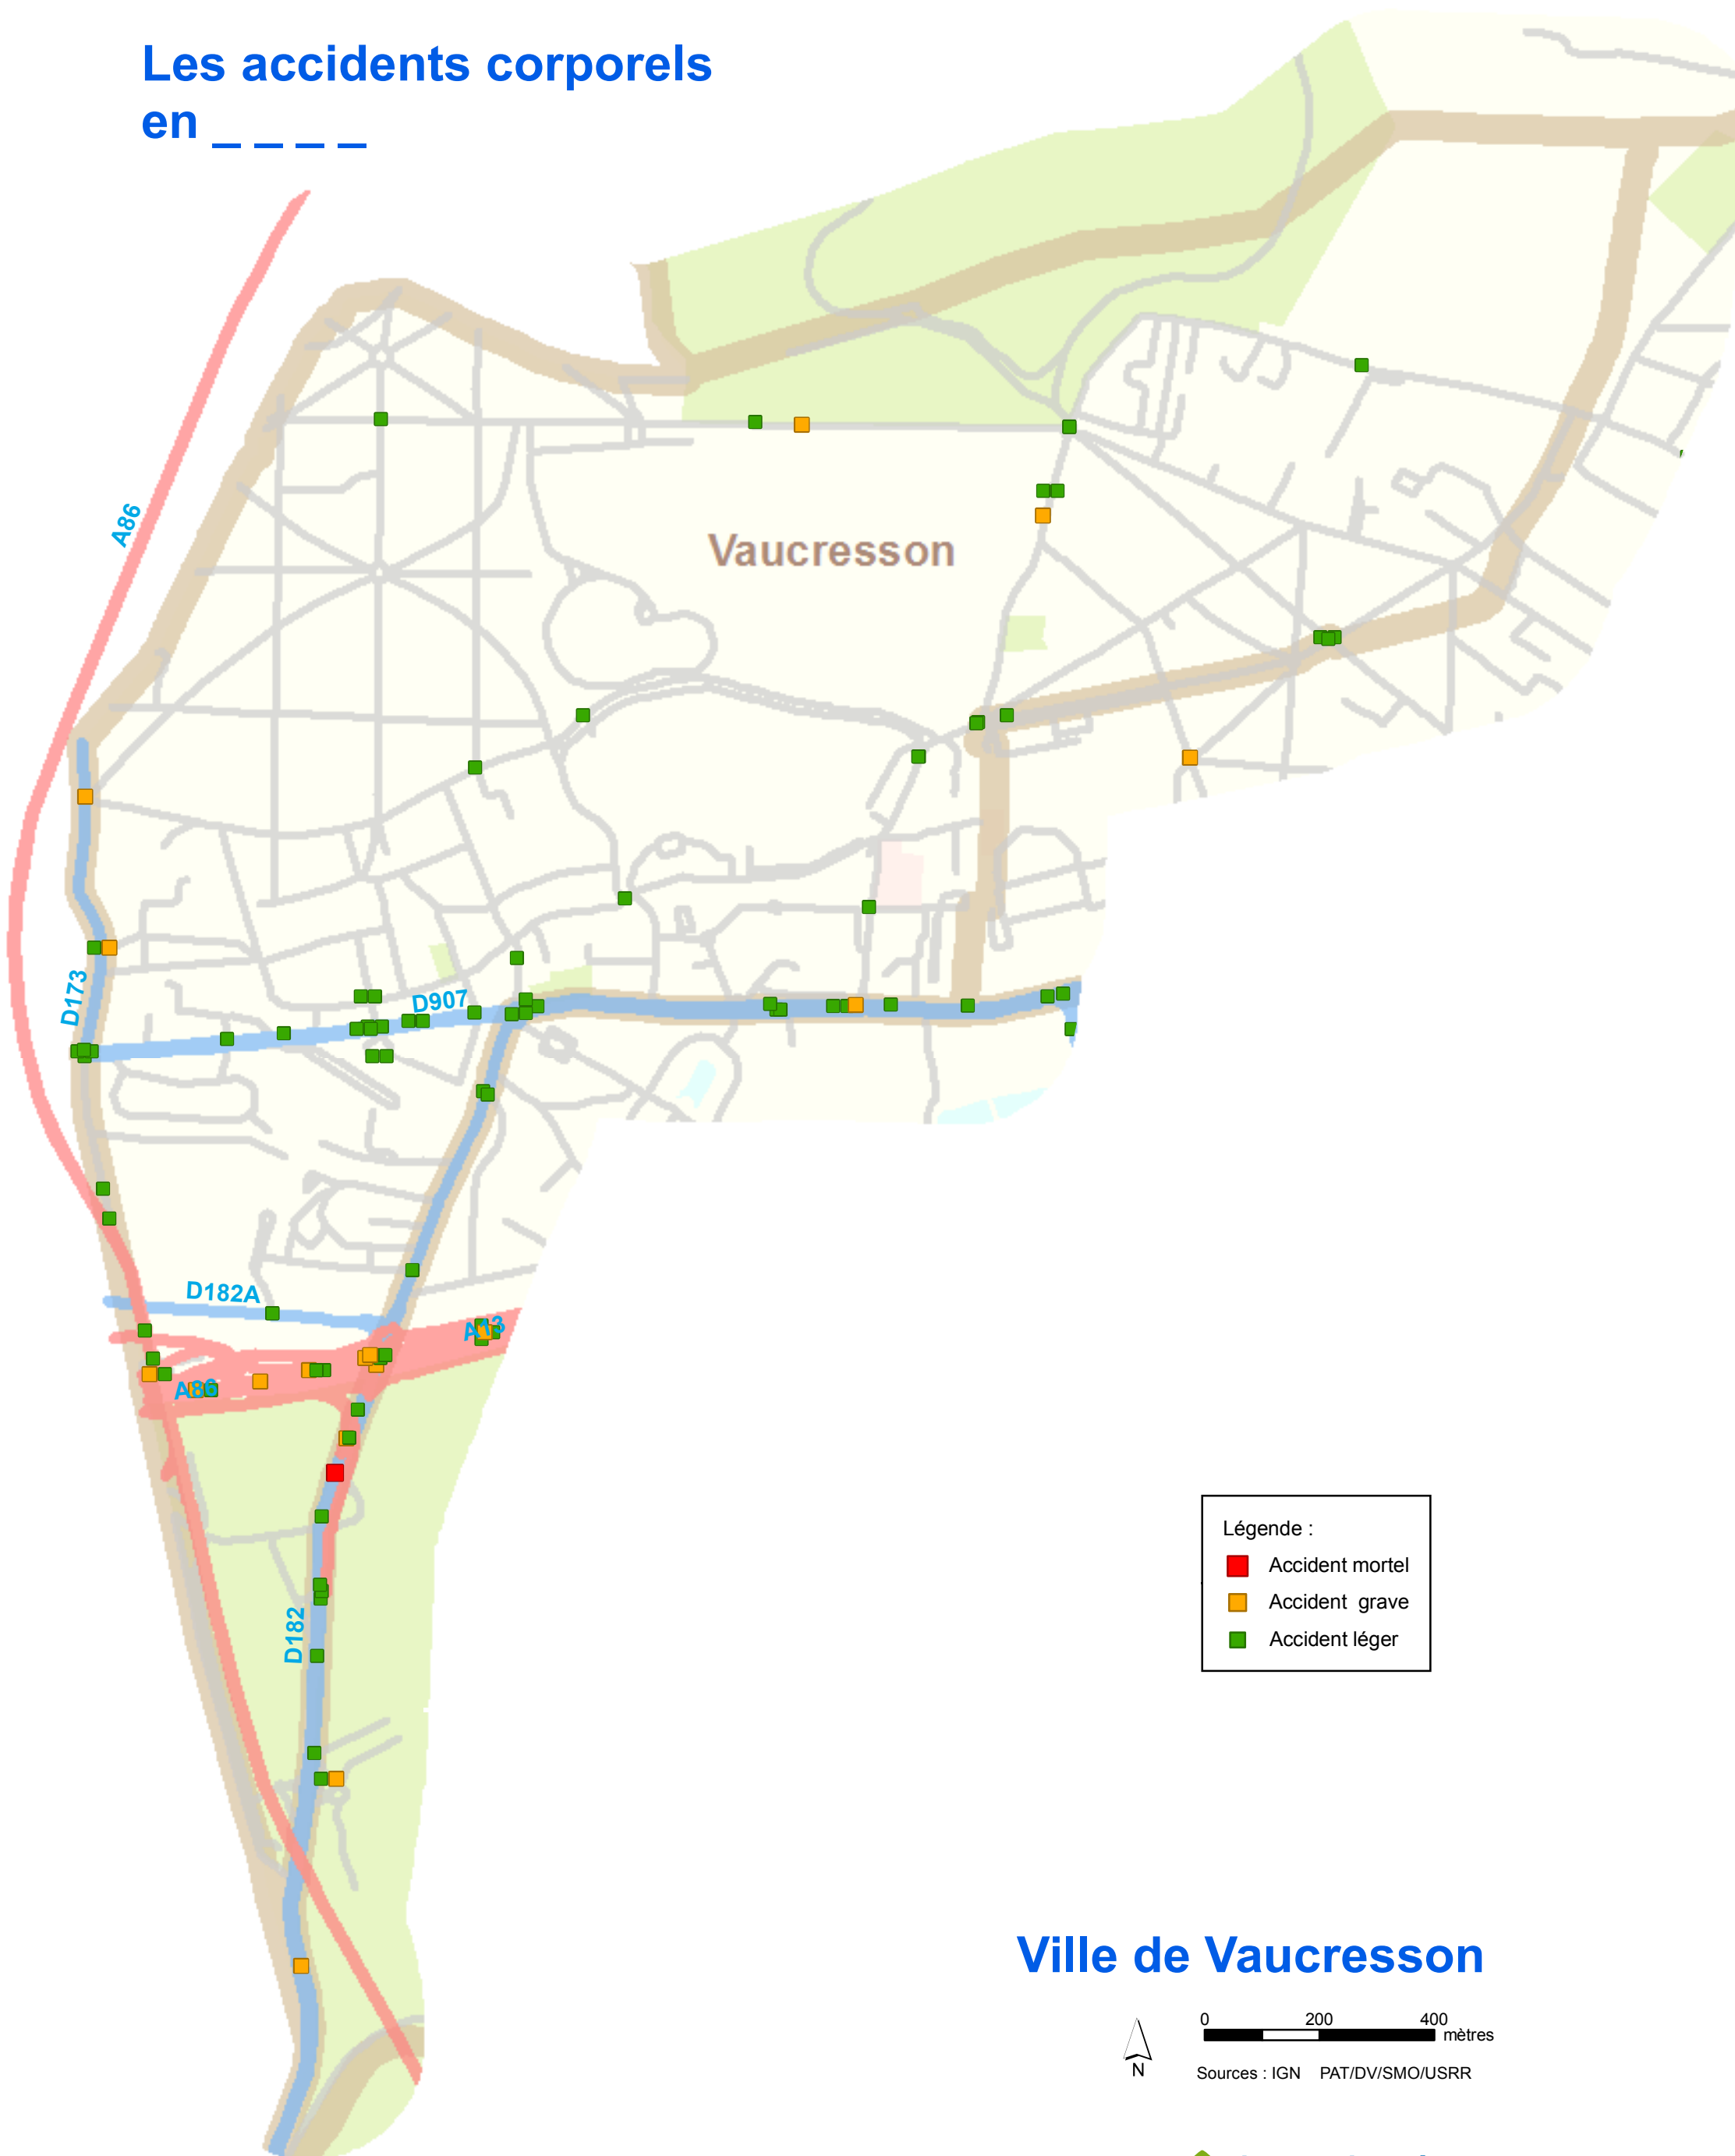 Les accidents corporels
en _ _ _ _
A86
Vaucresson
D173
D907
D182A
A13
A86
D182
Légende :
Accident mortel
Accident grave
Accident léger
Ville de Vaucresson
0 200 400
mètres
N
Sources : IGN PAT/DV/SMO/USRR